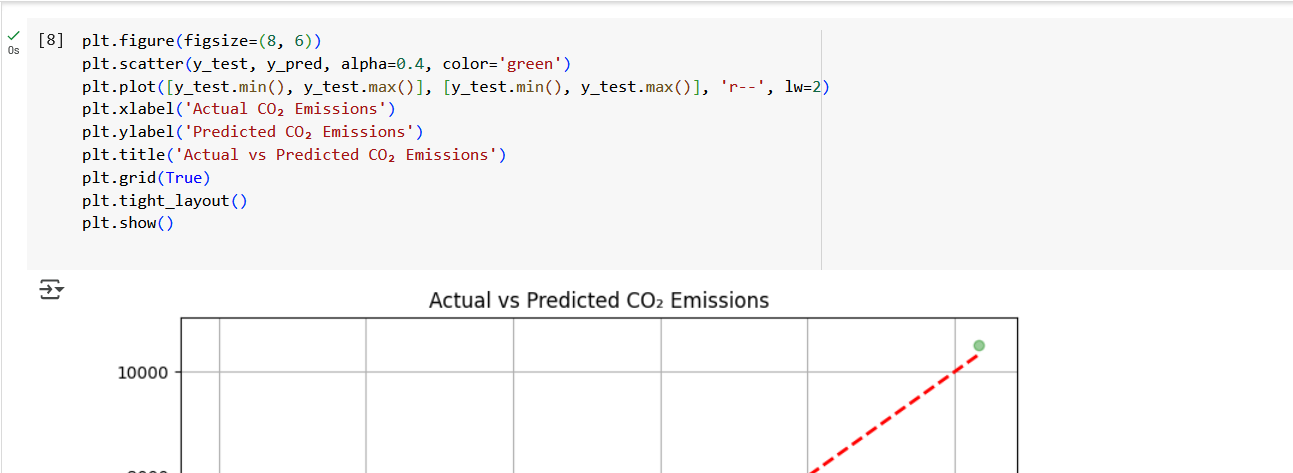 [8] plt.figure(figsize=(8, 6))
0s plt.scatter(y_test, y_pred, alpha=0.4, color='green')
plt.plot([y_test.min(), y_test.max()], [y_test.min(), y_test.max()], 'r--', lw=2)
plt.xlabel('Actual CO₂ Emissions')
plt.ylabel('Predicted CO₂ Emissions')
plt.title('Actual vs Predicted CO₂ Emissions')
plt.grid(True)
plt.tight_layout()
plt.show()
Actual vs Predicted CO₂ Emissions
10000